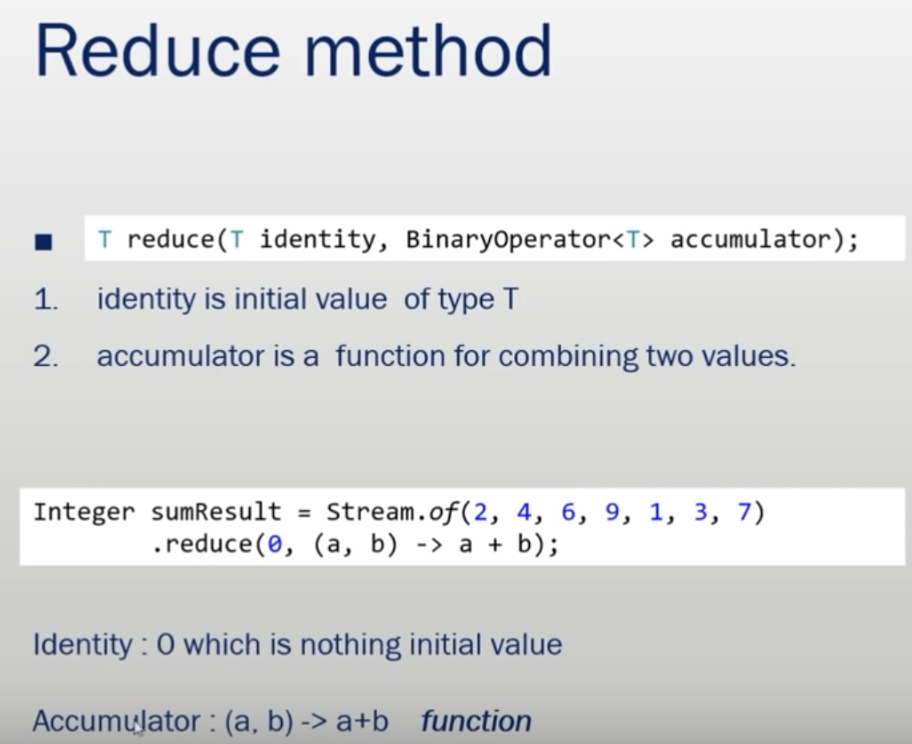 Reduce method
T reduce(T identity, BinaryOperator<T> accumulator);
1. identity is initial value of type T
2. accumulator is a function for combining two values.
Integer sumResult = Stream.of(2, 4, 6, 9, 1, 3, 7)
.reduce(0, (a, b) -> a + b);
Identity : 0 which is nothing initial value
Accumulator : (a, b) -> a+b function